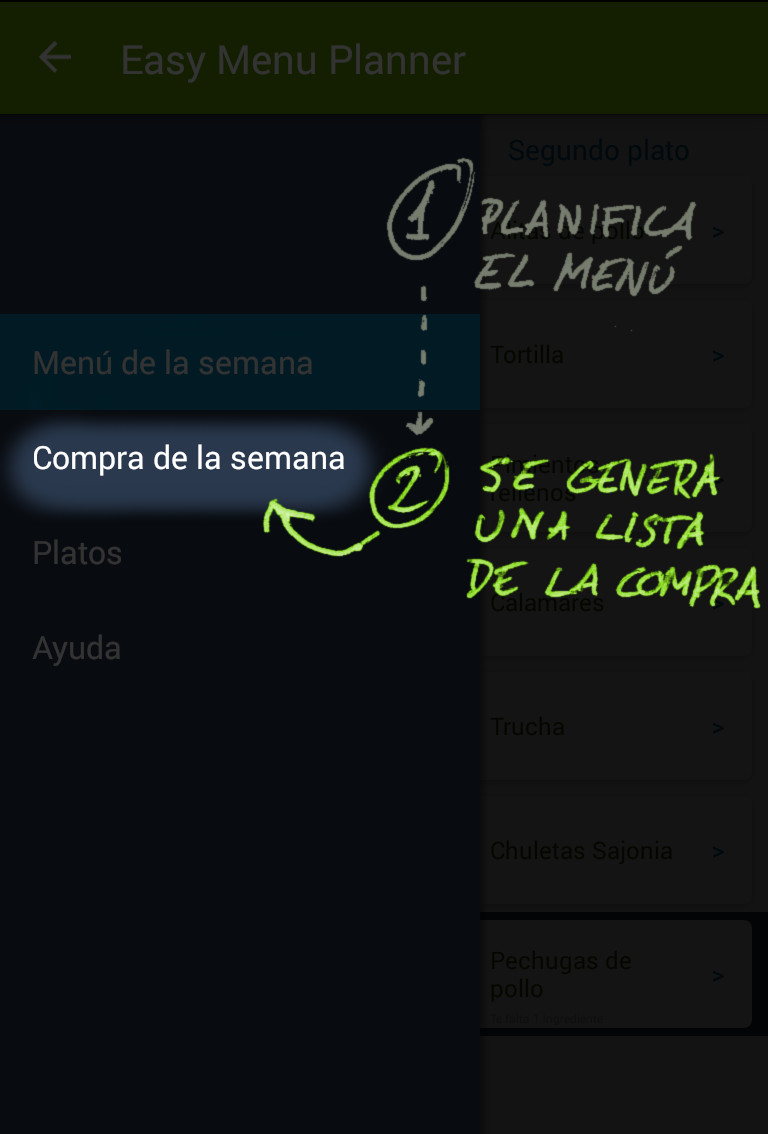 Easy Menu Planner
Segundo plato
1 PLANIFICA
EL MENÚ
Alitas de pollo >
Menú de la semana
Tortilla >
Compra de la semana
2 SE GENERA
UNA LISTA
DE LA COMPRA
Pimientos
rellenos
Platos
Calamares >
Ayuda
Trucha >
Chuletas Sajonia >
Pechugas de
pollo >